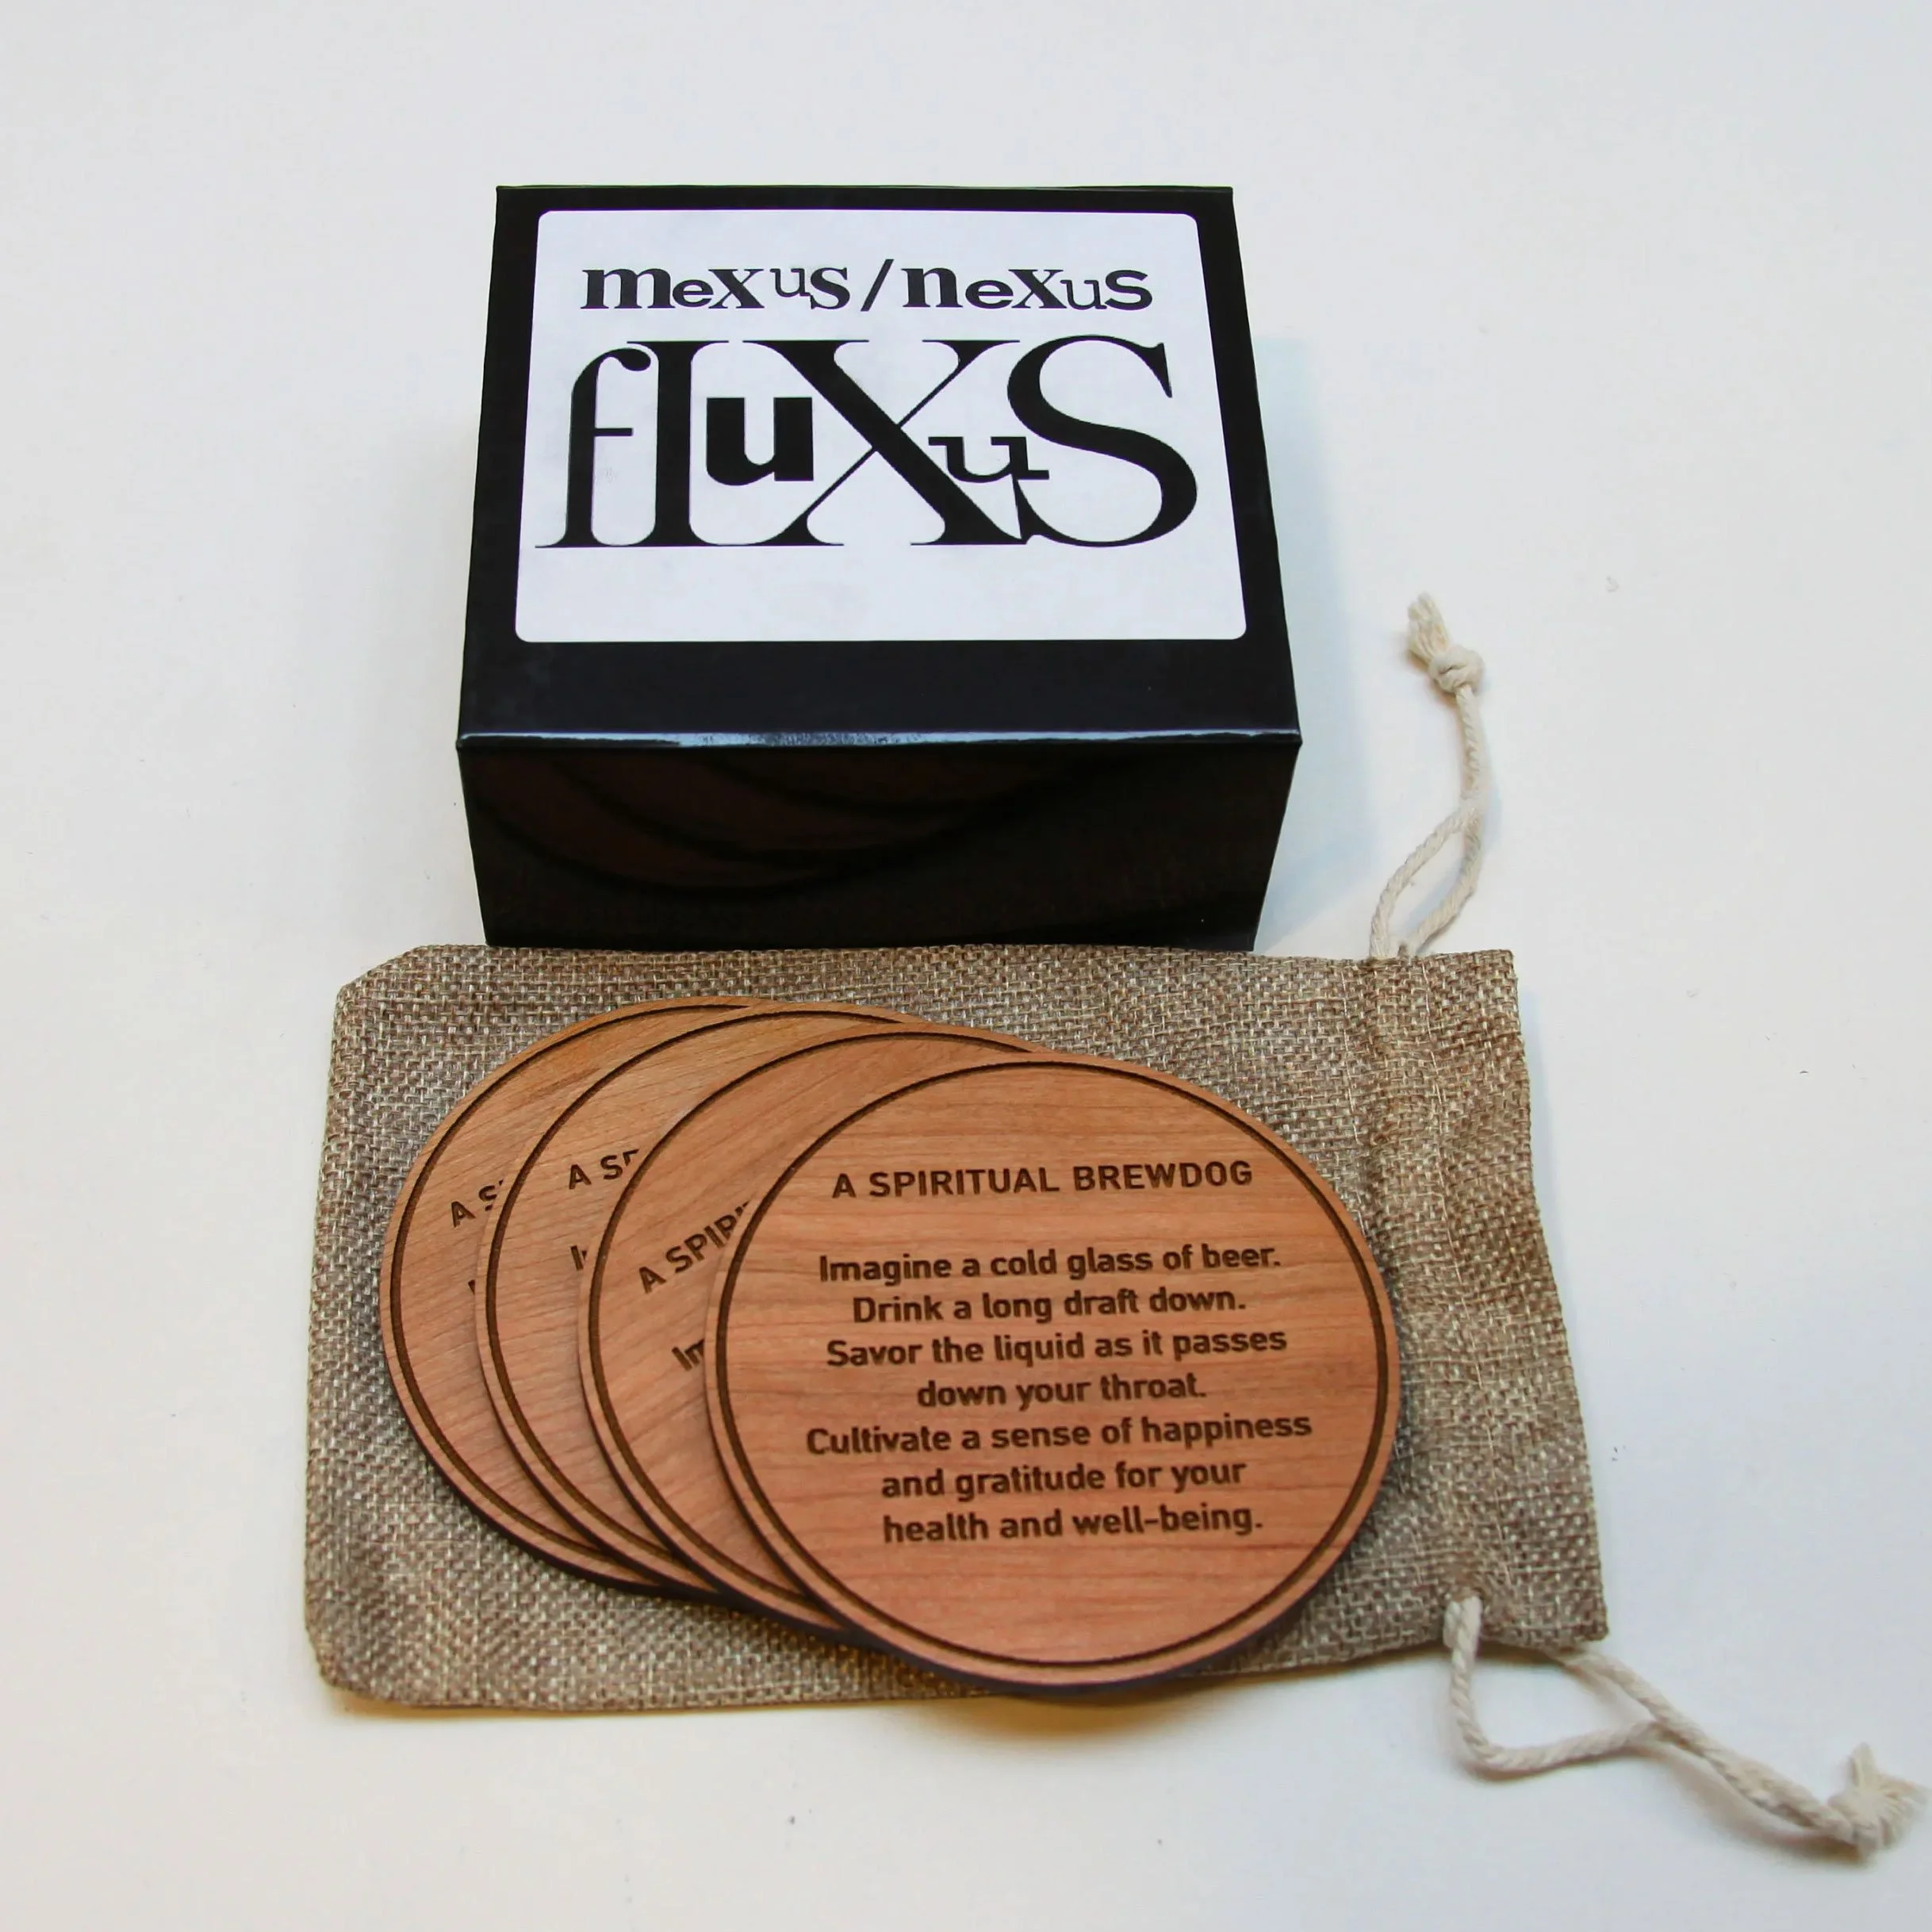 meXus/neXus
fluXus
A SPIRITUAL BREWDOG
Imagine a cold glass of beer.
Drink a long draft down.
Savor the liquid as it passes
down your throat.
Cultivate a sense of happiness
and gratitude for your
health and well-being.
A
A
A